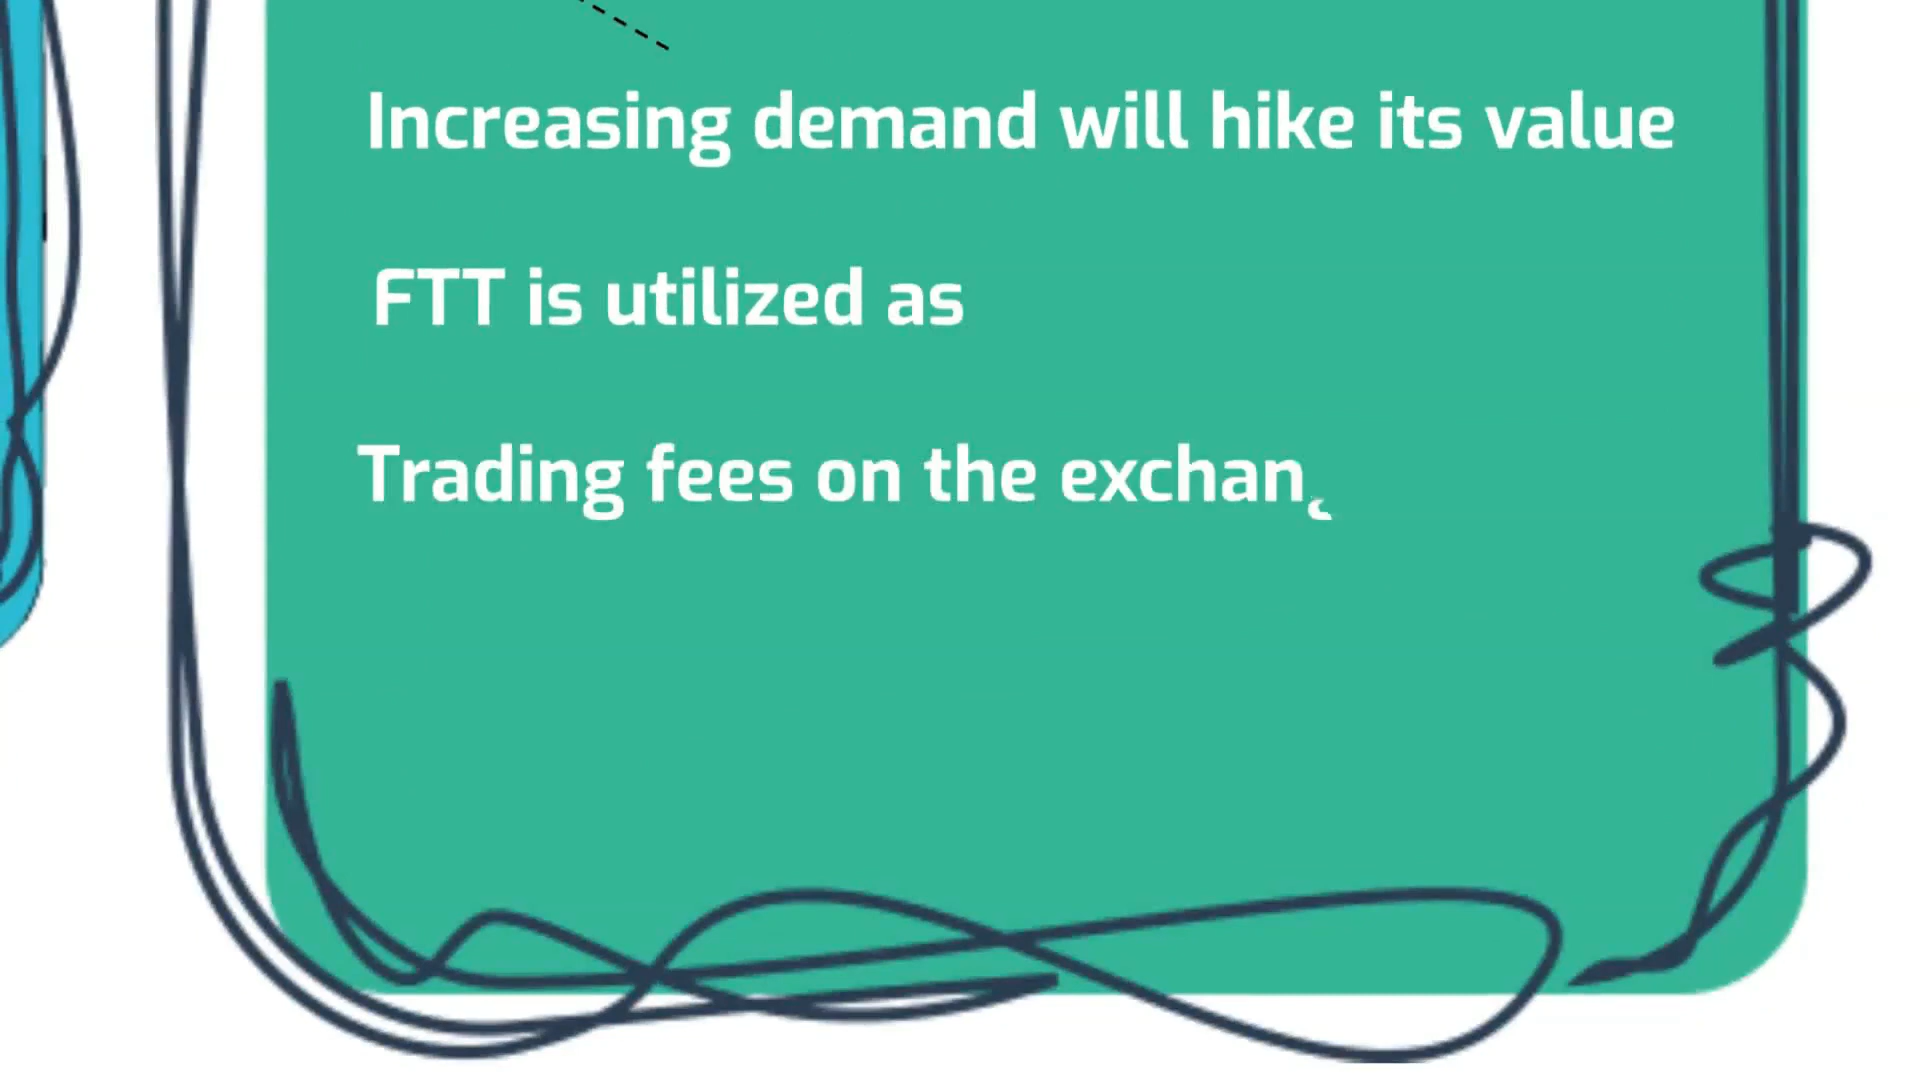 Increasing demand will hike its value
FTT is utilized as
Trading fees on the exchan